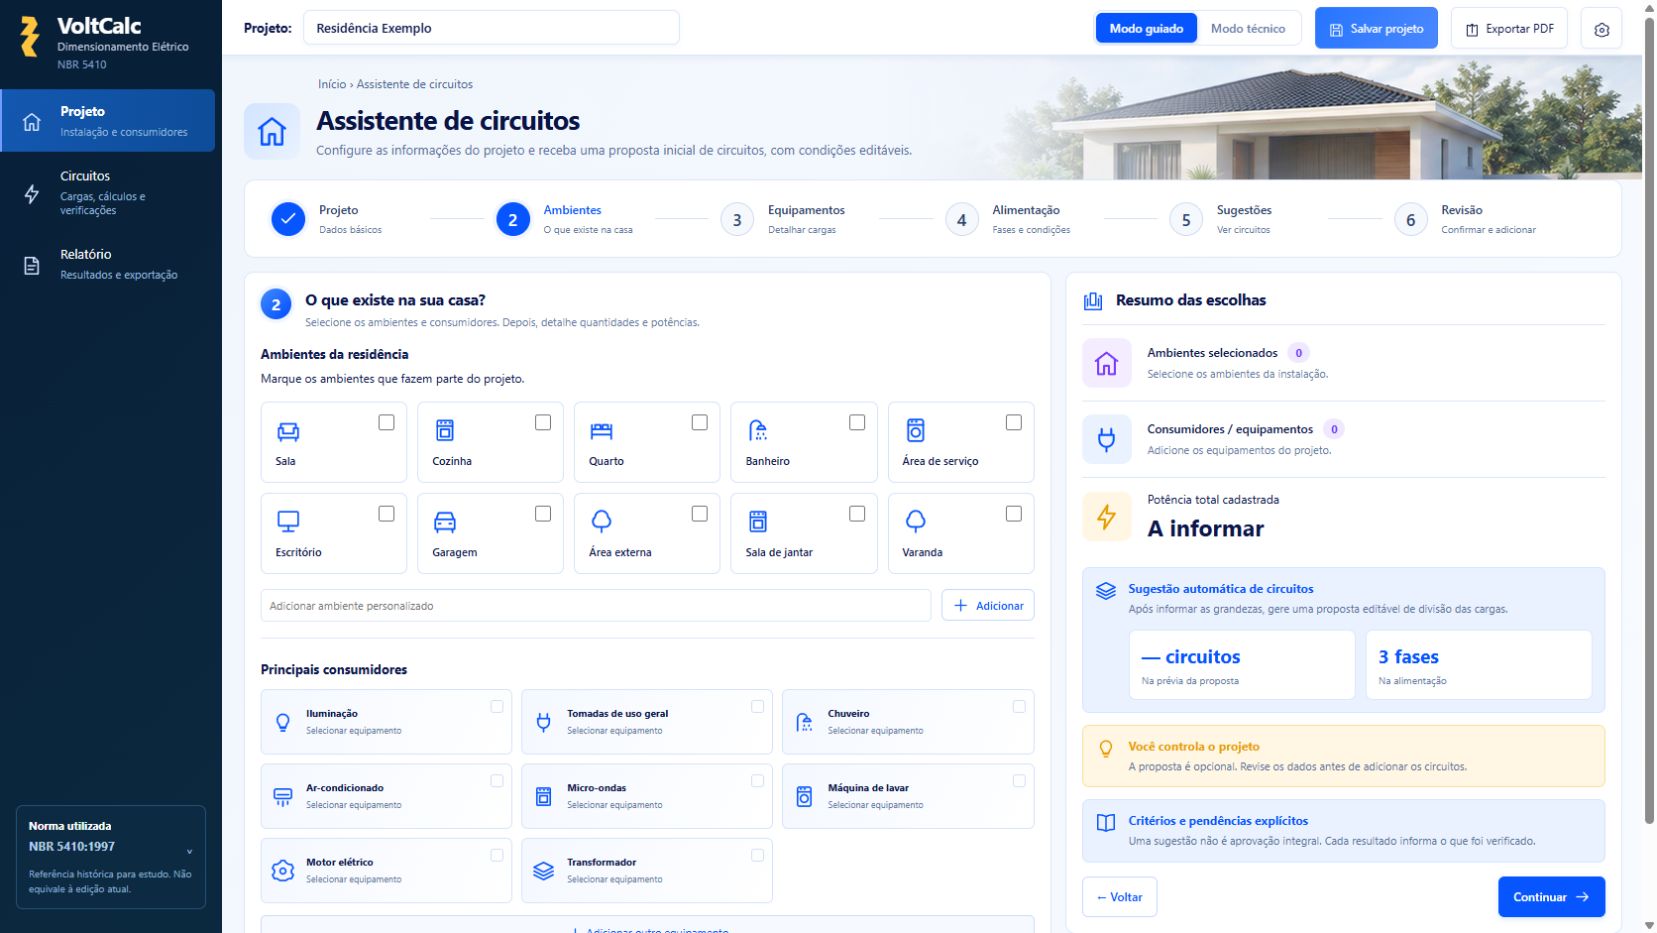 VoltCalc
Dimensionamento Elétrico
NBR 5410
Projeto
Instalação e consumidores
Circuitos
Cargas, cálculos e
verificações
Relatório
Resultados e exportação
Norma utilizada
NBR 5410:1997
Referência histórica para estudo. Não
equivale à edição atual.
Projeto:
Residência Exemplo
Modo guiado
Modo técnico
Salvar projeto
Exportar PDF
Início › Assistente de circuitos
Assistente de circuitos
Configure as informações do projeto e receba uma proposta inicial de circuitos, com condições editáveis.
Projeto
Dados básicos
2
Ambientes
O que existe na casa
3
Equipamentos
Detalhar cargas
4
Alimentação
Fases e condições
5
Sugestões
Ver circuitos
6
Revisão
Confirmar e adicionar
2
O que existe na sua casa?
Selecione os ambientes e consumidores. Depois, detalhe quantidades e potências.
Ambientes da residência
Marque os ambientes que fazem parte do projeto.
Sala
Cozinha
Quarto
Banheiro
Área de serviço
Escritório
Garagem
Área externa
Sala de jantar
Varanda
Adicionar ambiente personalizado
+ Adicionar
Principais consumidores
Iluminação
Selecionar equipamento
Tomadas de uso geral
Selecionar equipamento
Chuveiro
Selecionar equipamento
Ar-condicionado
Selecionar equipamento
Micro-ondas
Selecionar equipamento
Máquina de lavar
Selecionar equipamento
Motor elétrico
Selecionar equipamento
Transformador
Selecionar equipamento
+ Adicionar outro equipamento
Resumo das escolhas
Ambientes selecionados 0
Selecione os ambientes da instalação.
Consumidores / equipamentos 0
Adicione os equipamentos do projeto.
Potência total cadastrada
A informar
Sugestão automática de circuitos
Após informar as grandezas, gere uma proposta editável de divisão das cargas.
— circuitos
Na prévia da proposta
3 fases
Na alimentação
Você controla o projeto
A proposta é opcional. Revise os dados antes de adicionar os circuitos.
Critérios e pendências explícitos
Uma sugestão não é aprovação integral. Cada resultado informa o que foi verificado.
← Voltar
Continuar →